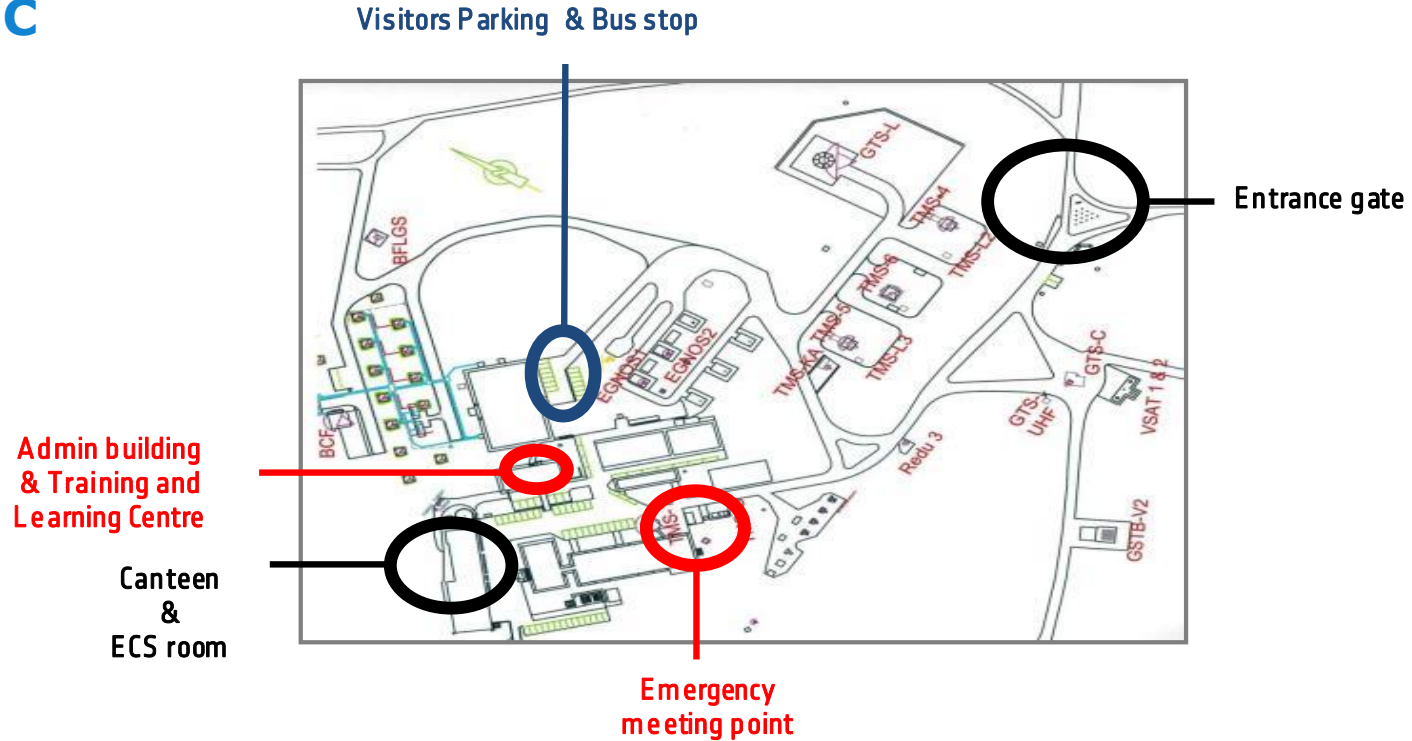 C
Visitors Parking & Bus stop
Entrance gate
GTS-L
TMS-4
TMS-L2
BFLGS
TMS-6
TMS-5
TMS-L3
TMS-KA
EGNOS1
EGNOS2
GTS-C
VSAT 1 & 2
GTS-
UHF
BCF
Redu 3
GSTB-V2
TMS-
Admin building
& Training and
Learning Centre
Canteen
&
ECS room
Emergency
meeting point